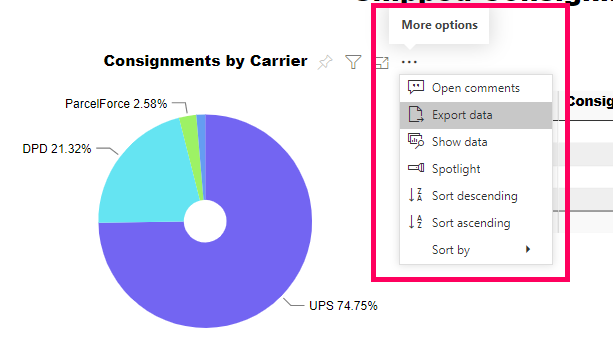 More options
Consignments by Carrier
Open comments
Export data
Show data
Spotlight
Sort descending
Sort ascending
Sort by
ParcelForce 2.58%
DPD 21.32%
UPS 74.75%